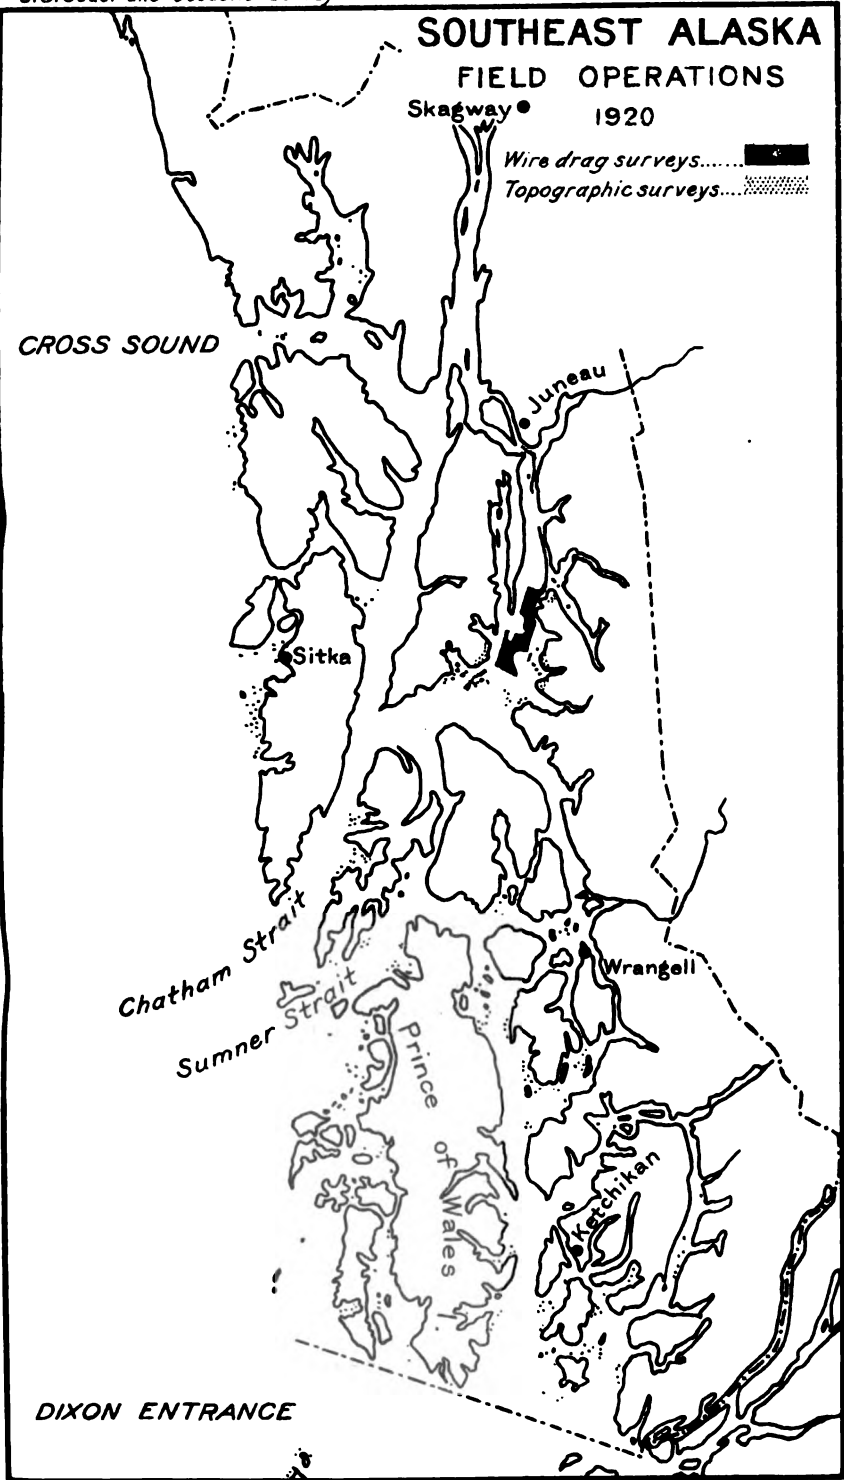 SOUTHEAST ALASKA
FIELD OPERATIONS
1920
Skagway
Wire drag surveys.......
Topographic surveys....
CROSS SOUND
Juneau
Sitka
Chatham Strait
Wrangell
Sumner Strait
Prince of Wales I.
Ketchikan
DIXON ENTRANCE